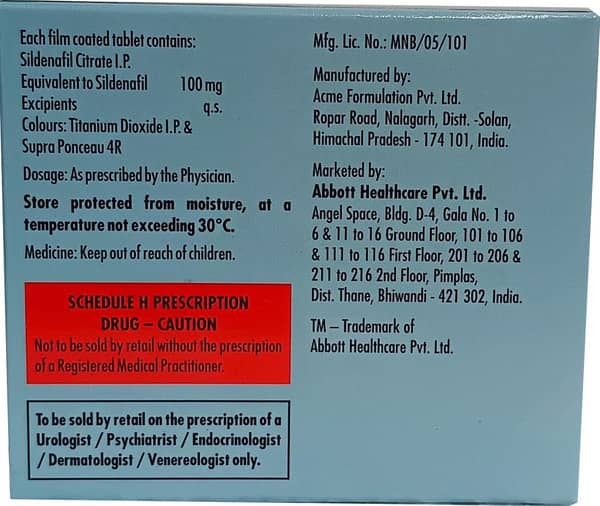 Each film coated tablet contains:
Sildenafil Citrate I.P.
Equivalent to Sildenafil 100 mg
Excipients q.s.
Colours: Titanium Dioxide I.P. &
Supra Ponceau 4R
Dosage: As prescribed by the Physician.
Store protected from moisture, at a
temperature not exceeding 30°C.
Medicine: Keep out of reach of children.
SCHEDULE H PRESCRIPTION
DRUG – CAUTION
Not to be sold by retail without the prescription
of a Registered Medical Practitioner.
To be sold by retail on the prescription of a
Urologist / Psychiatrist / Endocrinologist
/ Dermatologist / Venereologist only.
Mfg. Lic. No.: MNB/05/101
Manufactured by:
Acme Formulation Pvt. Ltd.
Ropar Road, Nalagarh, Distt. -Solan,
Himachal Pradesh - 174 101, India.
Marketed by:
Abbott Healthcare Pvt. Ltd.
Angel Space, Bldg. D-4, Gala No. 1 to
6 & 11 to 16 Ground Floor, 101 to 106
& 111 to 116 First Floor, 201 to 206 &
211 to 216 2nd Floor, Pimplas,
Dist. Thane, Bhiwandi - 421 302, India.
TM – Trademark of
Abbott Healthcare Pvt. Ltd.